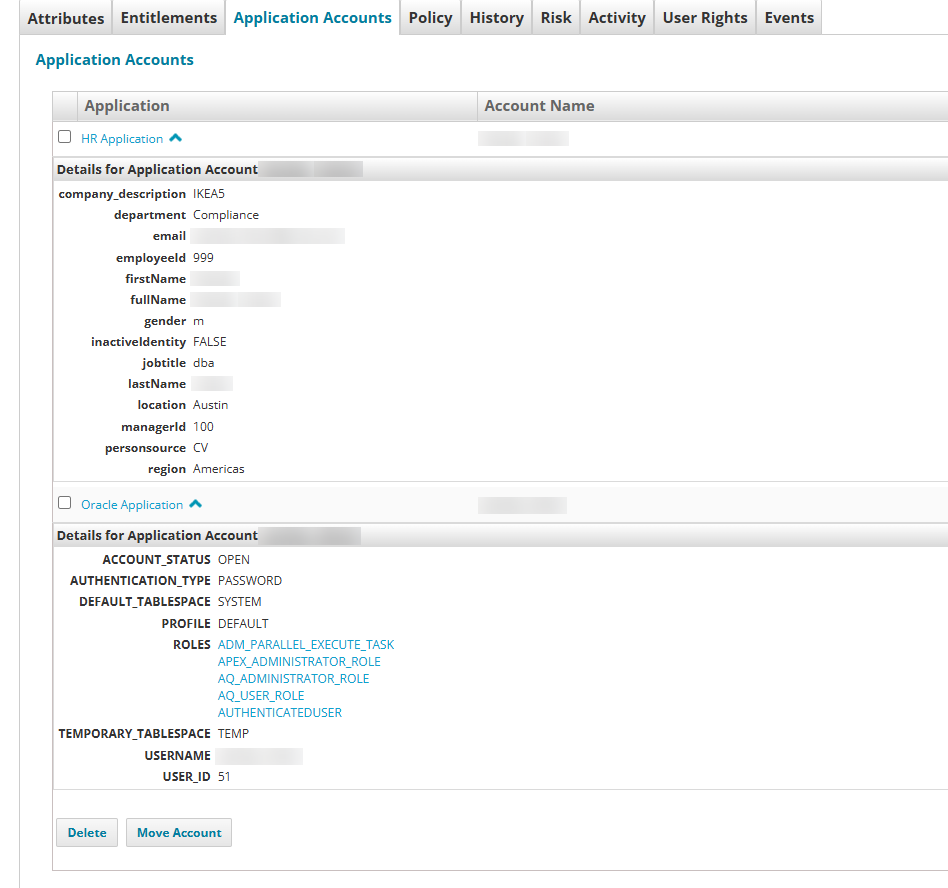 Attributes Entitlements Application Accounts Policy History Risk Activity User Rights Events
Application Accounts
Application Account Name
HR Application
Details for Application Account
company_description IKEA5
department Compliance
email
employeeId 999
firstName
fullName
gender m
inactiveIdentity FALSE
jobtitle dba
lastName
location Austin
managerId 100
personsource CV
region Americas
Oracle Application
Details for Application Account
ACCOUNT_STATUS OPEN
AUTHENTICATION_TYPE PASSWORD
DEFAULT_TABLESPACE SYSTEM
PROFILE DEFAULT
ROLES ADM_PARALLEL_EXECUTE_TASK
APEX_ADMINISTRATOR_ROLE
AQ_ADMINISTRATOR_ROLE
AQ_USER_ROLE
AUTHENTICATEDUSER
TEMPORARY_TABLESPACE TEMP
USERNAME
USER_ID 51
Delete Move Account